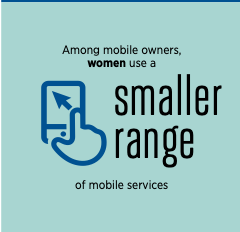 Among mobile owners,
women use a
smaller
range
of mobile services